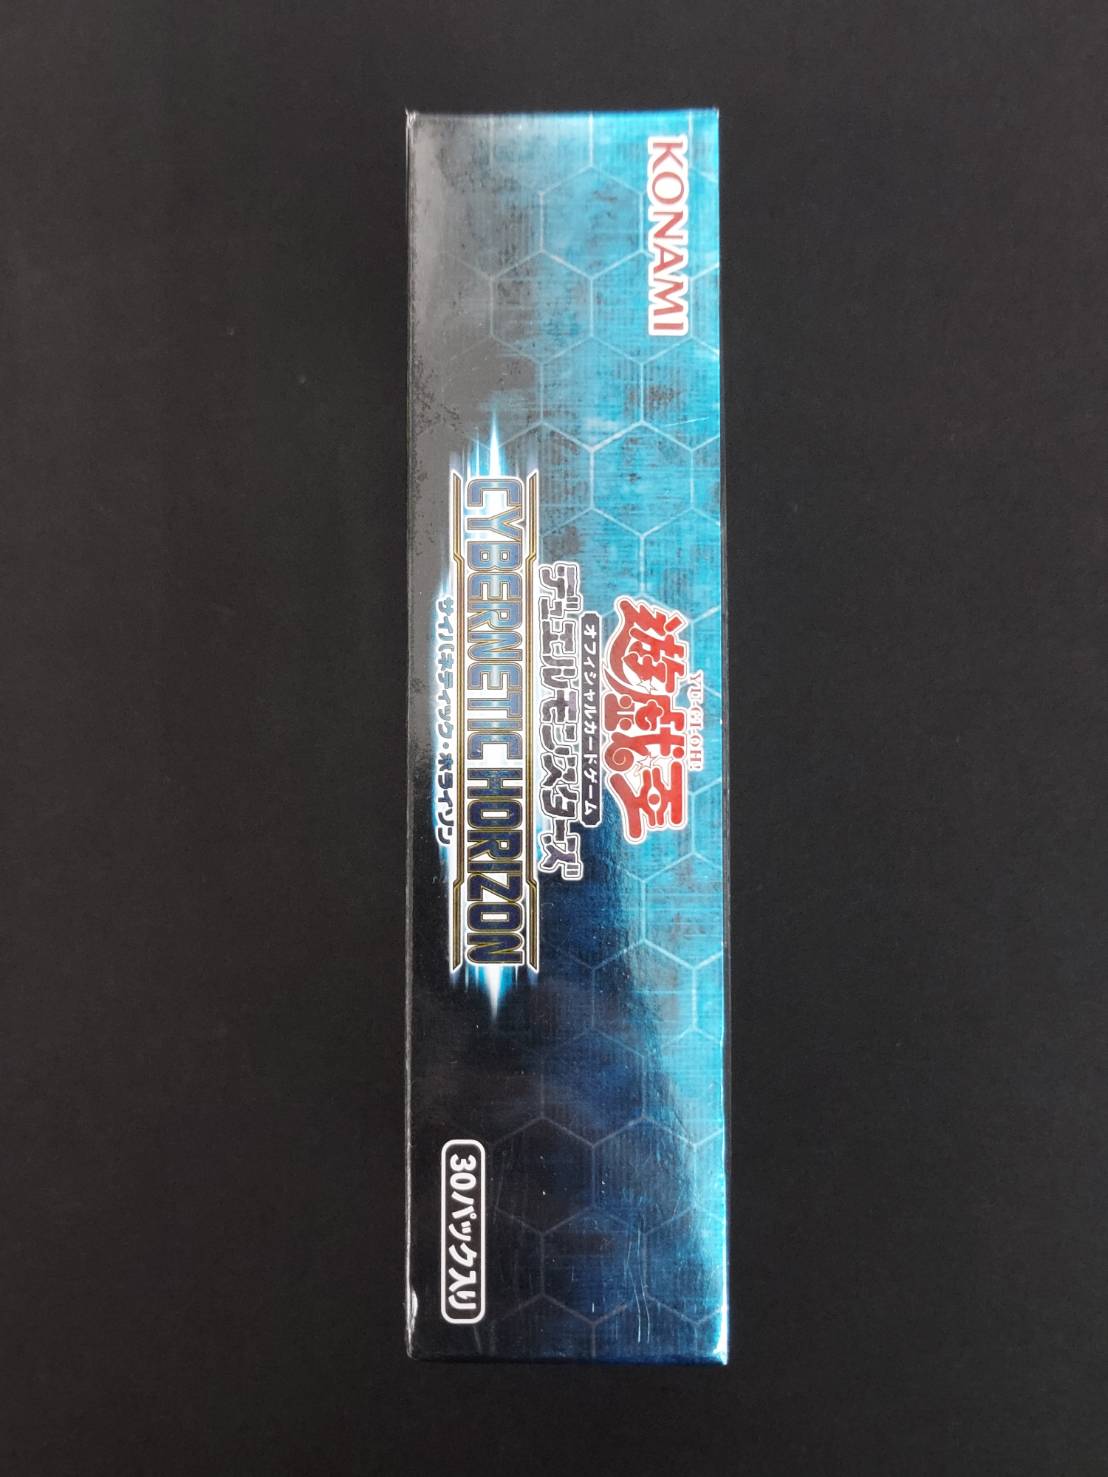 KONAMI
YU-GI-OH!
遊戯王
オフィシャルカードゲーム
デュエルモンスターズ
CYBERNETIC HORIZON
サイバネティック・ホライゾン
30パック入り